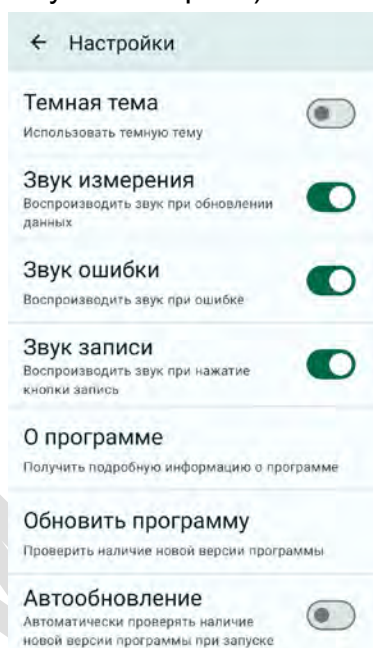 ← Настройки
Темная тема
Использовать темную тему
Звук измерения
Воспроизводить звук при обновлении
данных
Звук ошибки
Воспроизводить звук при ошибке
Звук записи
Воспроизводить звук при нажатие
кнопки запись
О программе
Получить подробную информацию о программе
Обновить программу
Проверить наличие новой версии программы
Автообновление
Автоматически проверять наличие
новой версии программы при запуске